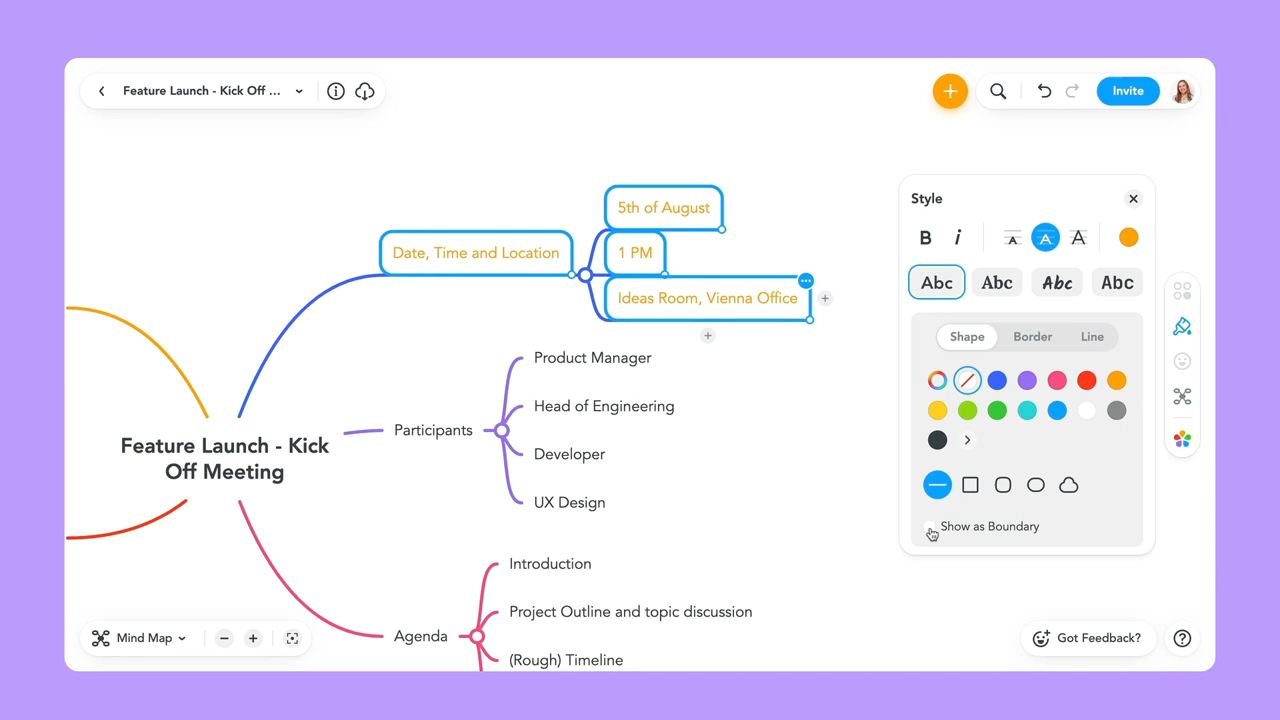 Feature Launch - Kick Off ...
Invite
Style
B i A A A
Abc Abc Abc Abc
Shape Border Line
Show as Boundary
5th of August
Date, Time and Location
1 PM
Ideas Room, Vienna Office
Product Manager
Head of Engineering
Participants
Developer
UX Design
Feature Launch - Kick
Off Meeting
Introduction
Project Outline and topic discussion
Agenda
(Rough) Timeline
Mind Map
Got Feedback?